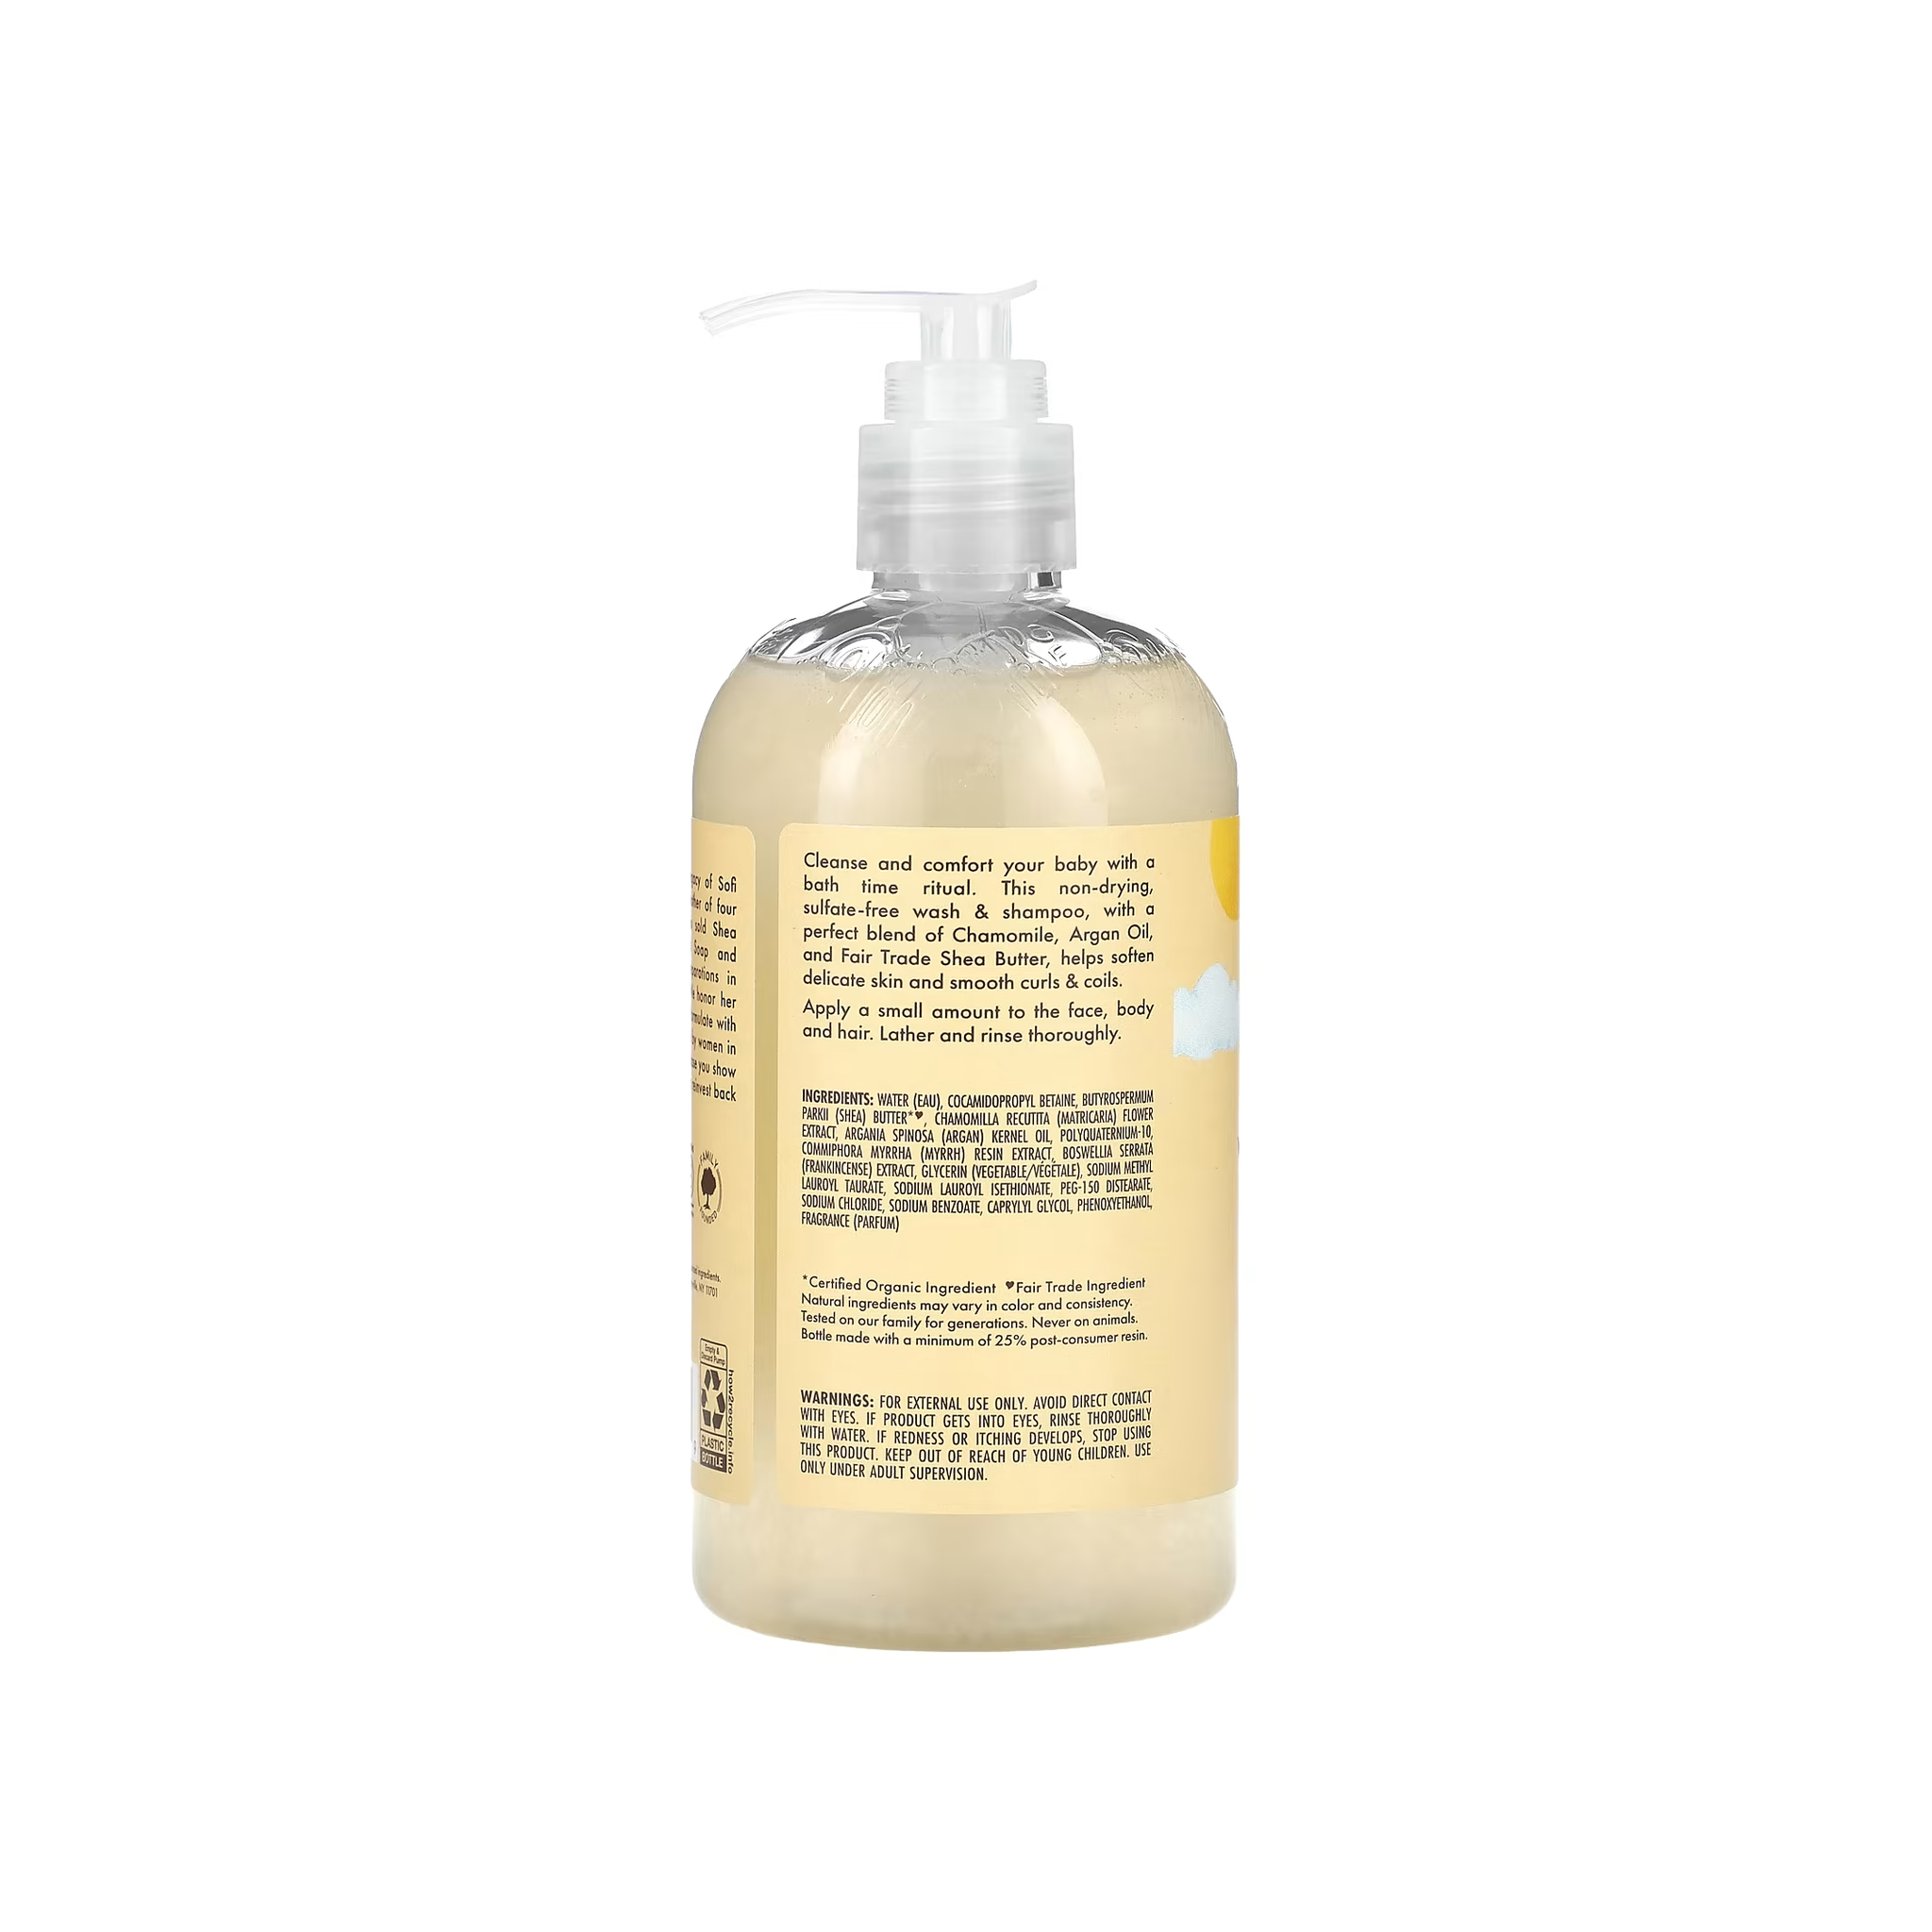 of Sofi
of four
sold Shea
Soap and
in
honor her
with
women in
you show
back
FAMILY
FOUNDED
ingredients.
NY 11701
Empty &
Discard Pump
PLASTIC
BOTTLE
how2recycle.info
Cleanse and comfort your baby with a
bath time ritual. This non-drying,
sulfate-free wash & shampoo, with a
perfect blend of Chamomile, Argan Oil,
and Fair Trade Shea Butter, helps soften
delicate skin and smooth curls & coils.
Apply a small amount to the face, body
and hair. Lather and rinse thoroughly.
INGREDIENTS: WATER (EAU), COCAMIDOPROPYL BETAINE, BUTYROSPERMUM
PARKII (SHEA) BUTTER*♥, CHAMOMILLA RECUTITA (MATRICARIA) FLOWER
EXTRACT, ARGANIA SPINOSA (ARGAN) KERNEL OIL, POLYQUATERNIUM-10,
COMMIPHORA MYRRHA (MYRRH) RESIN EXTRACT, BOSWELLIA SERRATA
(FRANKINCENSE) EXTRACT, GLYCERIN (VEGETABLE/VÉGÉTALE), SODIUM METHYL
LAUROYL TAURATE, SODIUM LAUROYL ISETHIONATE, PEG-150 DISTEARATE,
SODIUM CHLORIDE, SODIUM BENZOATE, CAPRYLYL GLYCOL, PHENOXYETHANOL,
FRAGRANCE (PARFUM)
*Certified Organic Ingredient ♥Fair Trade Ingredient
Natural ingredients may vary in color and consistency.
Tested on our family for generations. Never on animals.
Bottle made with a minimum of 25% post-consumer resin.
WARNINGS: FOR EXTERNAL USE ONLY. AVOID DIRECT CONTACT
WITH EYES. IF PRODUCT GETS INTO EYES, RINSE THOROUGHLY
WITH WATER. IF REDNESS OR ITCHING DEVELOPS, STOP USING
THIS PRODUCT. KEEP OUT OF REACH OF YOUNG CHILDREN. USE
ONLY UNDER ADULT SUPERVISION.